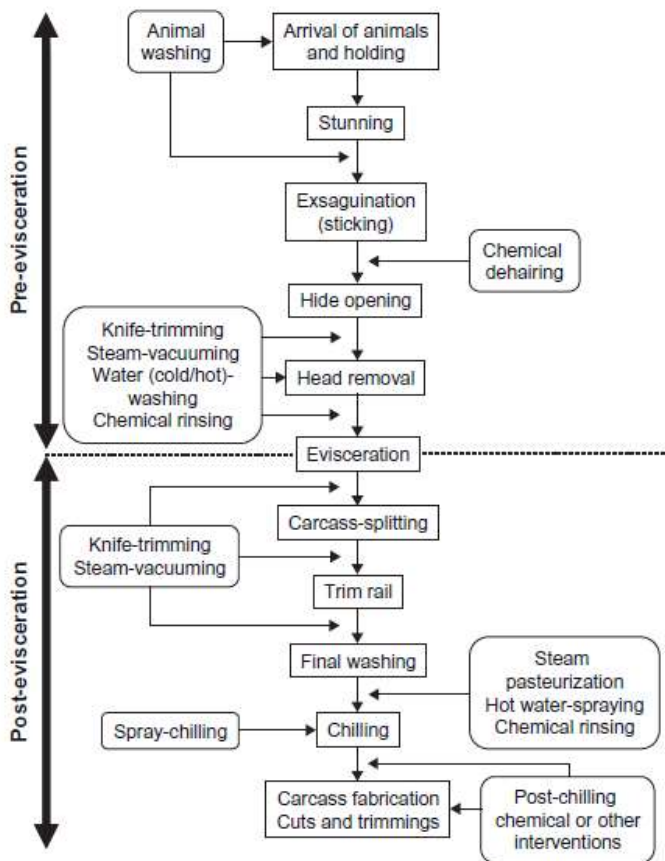 Pre-evisceration
Animal
washing
Arrival of animals
and holding
Stunning
Exsaguination
(sticking)
Chemical
dehairing
Hide opening
Knife-trimming
Steam-vacuuming
Water (cold/hot)-
washing
Chemical rinsing
Head removal
Evisceration
Post-evisceration
Carcass-splitting
Knife-trimming
Steam-vacuuming
Trim rail
Final washing
Steam
pasteurization
Hot water-spraying
Chemical rinsing
Spray-chilling
Chilling
Carcass fabrication
Cuts and trimmings
Post-chilling
chemical or other
interventions